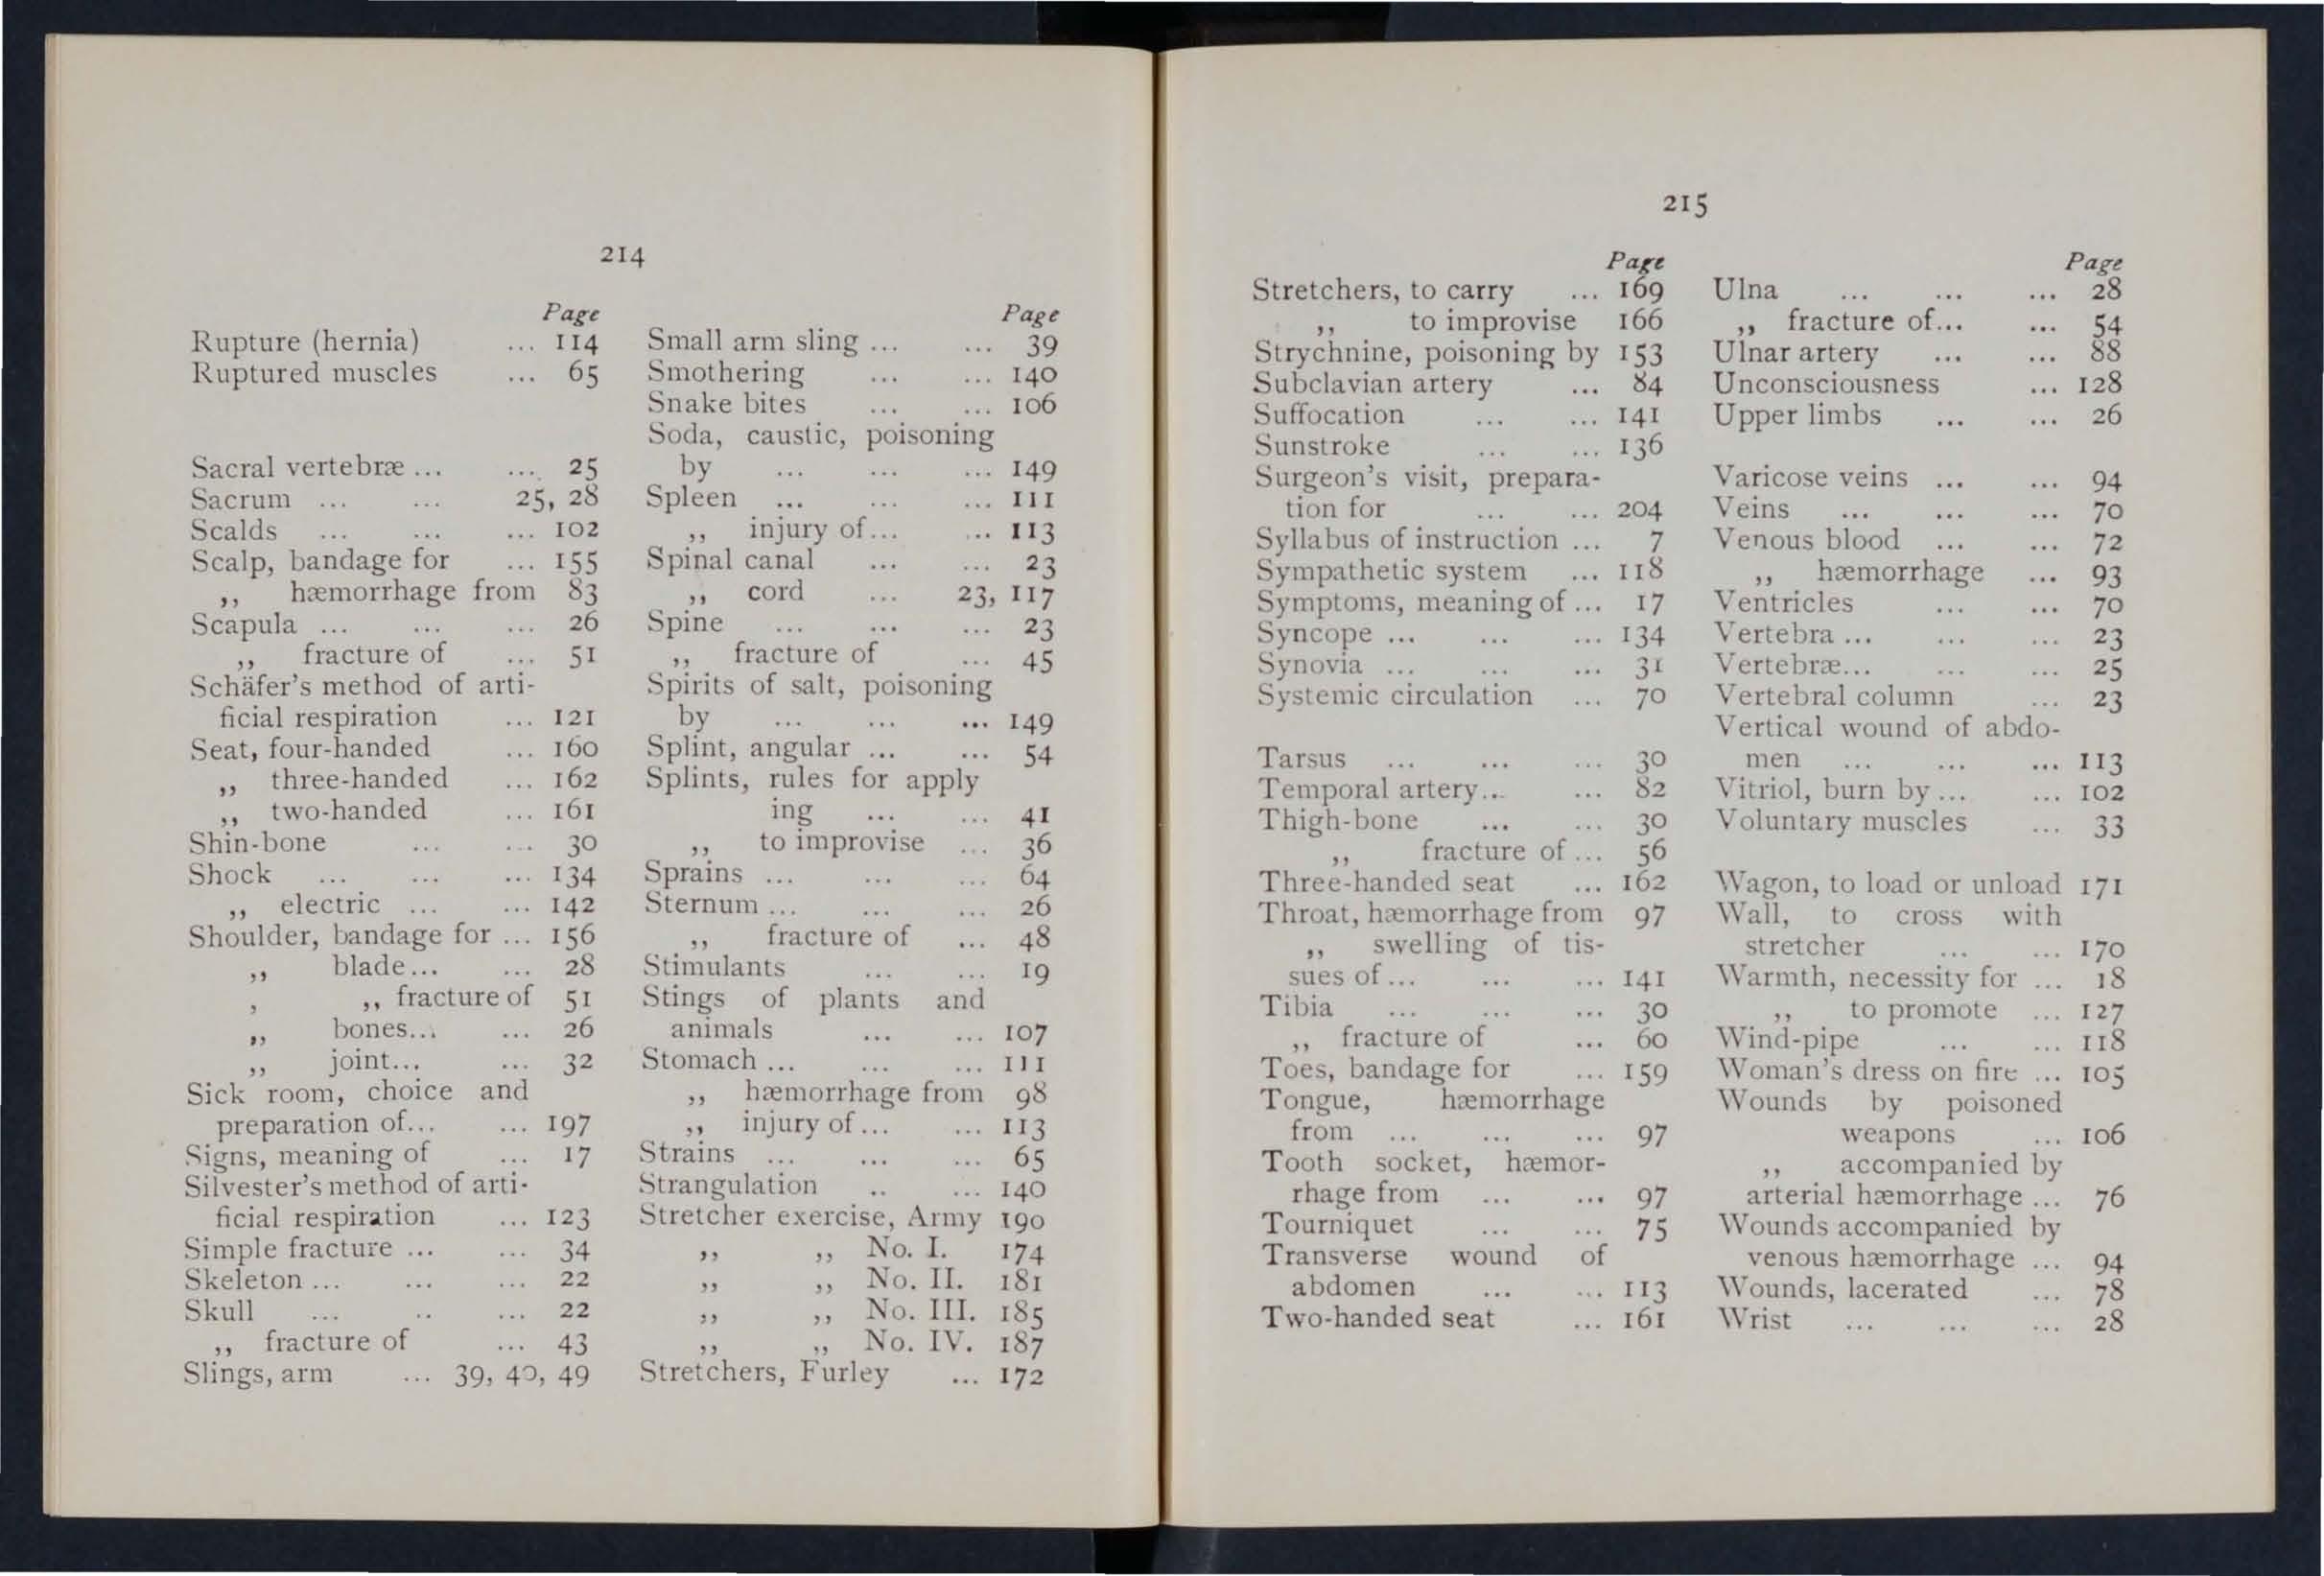 214
Page
Rupture (hernia) ... 114
Ruptured muscles ... 65
Sacral vertebræ ... ... 25
Sacrum ... ... 25, 28
Scalds ... ... ... 102
Scalp, bandage for ... 155
,, hæmorrhage from 83
Scapula ... ... ... 26
,, fracture of ... 51
Schäfer's method of arti-
ficial respiration ... 121
Seat, four-handed ... 160
,, three-handed ... 162
,, two-handed ... 161
Shin-bone ... ... 30
Shock ... ... ... 134
,, electric ... ... 142
Shoulder, bandage for ... 156
,, blade... ... 28
, ,, fracture of 51
,, bones... ... 26
,, joint... ... 32
Sick room, choice and
preparation of... ... 197
Signs, meaning of ... 17
Silvester's method of arti-
ficial respiration ... 123
Simple fracture ... ... 34
Skeleton ... ... ... 22
Skull ... .. ... 22
,, fracture of ... 43
Slings, arm ... 39, 40, 49
Page
Small arm sling ... ... 39
Smothering ... ... 140
Snake bites ... ... 106
Soda, caustic, poisoning
by ... ... ... 149
Spleen ... ... ... 111
,, injury of... ... 113
Spinal canal ... ... 23
,, cord ... 23, 117
Spine ... ... ... 23
,, fracture of ... 45
Spirits of salt, poisoning
by ... ... ... 149
Splint, angular ... ... 54
Splints, rules for apply
ing ... ... 41
,, to improvise ... 36
Sprains ... ... ... 64
Sternum ... ... ... 26
,, fracture of ... 48
Stimulants ... ... 19
Stings of plants and
animals ... ... 107
Stomach ... ... ... 111
,, hæmorrhage from 98
,, injury of ... ... 113
Strains ... ... ... 65
Strangulation .. ... 140
Stretcher exercise, Army 190
,, ,, No. I. 174
,, ,, No. II. 181
,, ,, No. III. 185
,, ,, No. IV. 187
Stretchers, Furley ... 172
215
Page
Stretchers, to carry ... 169
,, to improvise 166
Strychnine, poisoning by 153
Subclavian artery ... 84
Suffocation ... ... 141
Sunstroke ... ... 136
Surgeon's visit, prepara-
tion for ... ... 204
Syllabus of instruction ... 7
Sympathetic system ... 118
Symptoms, meaning of ... 17
Syncope ... ... ... 134
Synovia ... ... ... 31
Systemic circulation ... 70
Tarsus ... ... ... 30
Temporal artery... ... 82
Thigh-bone ... ... 30
,, fracture of ... 56
Three-handed seat ... 162
Throat, hæmorrhage from 97
,, swelling of tis-
sues of ... ... ... 141
Tibia ... ... ... 30
,, fracture of ... 60
Toes, bandage for ... 159
Tongue, hæmorrhage
from ... ... ... 97
Tooth socket, hæmor-
rhage from ... ... 97
Tourniquet ... ... 75
Transverse wound of
abdomen ... ... 113
Two-handed seat ... 161
Page
Ulna ... ... ... 28
,, fracture of... ... 54
Ulnar artery ... ... 88
Unconsciousness ... 128
Upper limbs ... ... 26
Varicose veins ... ... 94
Veins ... ... ... 70
Venous blood ... ... 72
,, hæmorrhage ... 93
Ventricles ... ... 70
Vertebra ... ... ... 23
Vertebræ... ... ... 25
Vertebral column ... 23
Vertical wound of abdo-
men ... ... ... 113
Vitriol, burn by ... ... 102
Voluntary muscles ... 33
Wagon, to load or unload 171
Wall, to cross with
stretcher ... ... 170
Warmth, necessity for ... 18
,, to promote ... 127
Wind-pipe ... ... 118
Woman's dress on fire ... 105
Wounds by poisoned
weapons ... 106
,, accompanied by
arterial hæmorrhage ... 76
Wounds accompanied by
venous hæmorrhage ... 94
Wounds, lacerated ... 78
Wrist ... ... ... 28